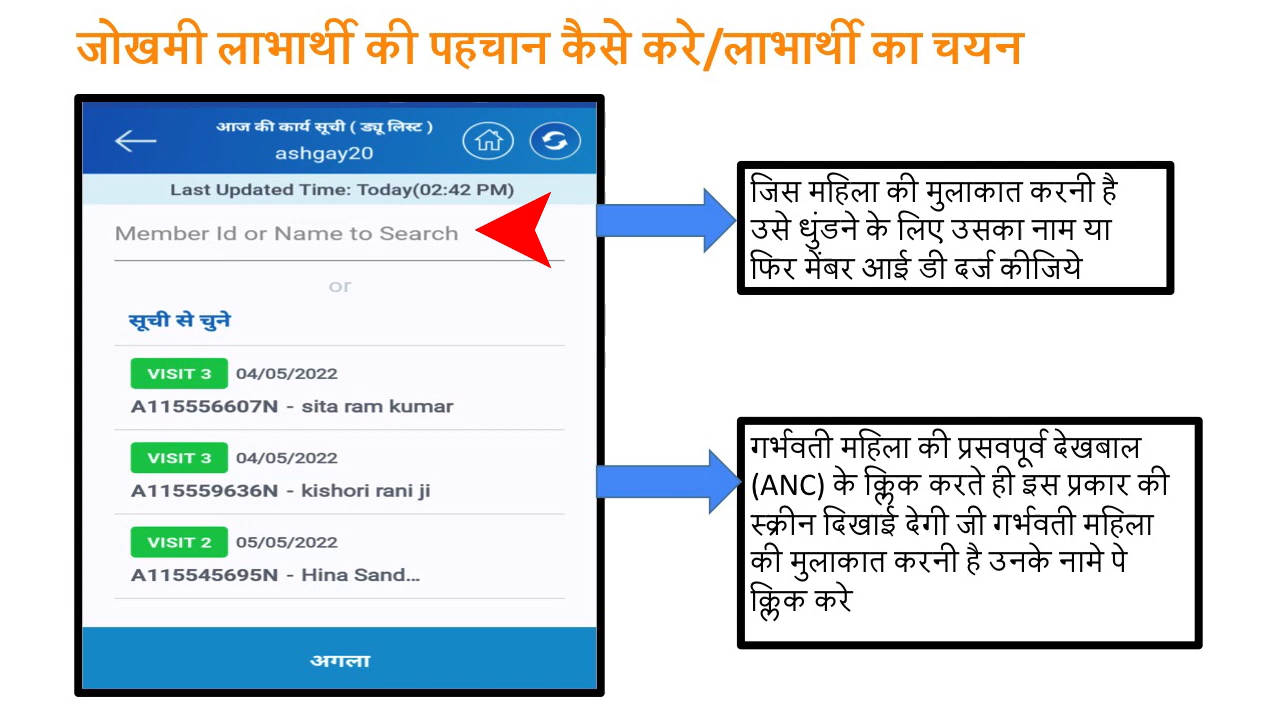 जोखमी लाभार्थी की पहचान कैसे करे/लाभार्थी का चयन
आज की कार्य सूची ( ड्यू लिस्ट )
ashgay20
Last Updated Time: Today(02:42 PM)
Member Id or Name to Search
or
सूची से चुने
VISIT 3 04/05/2022
A115556607N - sita ram kumar
VISIT 3 04/05/2022
A115559636N - kishori rani ji
VISIT 2 05/05/2022
A115545695N - Hina Sand...
अगला
जिस महिला की मुलाकात करनी है
उसे धुंडने के लिए उसका नाम या
फिर मेंबर आई डी दर्ज कीजिये
गर्भवती महिला की प्रसवपूर्व देखबाल
(ANC) के क्लिक करते ही इस प्रकार की
स्क्रीन दिखाई देगी जी गर्भवती महिला
की मुलाकात करनी है उनके नामे पे
क्लिक करे